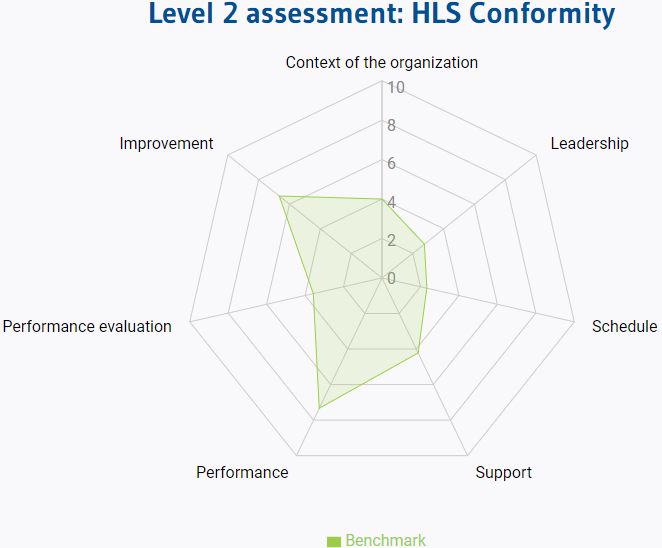 Level 2 assessment: HLS Conformity
Context of the organization
10
Improvement
Leadership
8
6
4
2
0
Performance evaluation
Schedule
Performance
Support
Benchmark